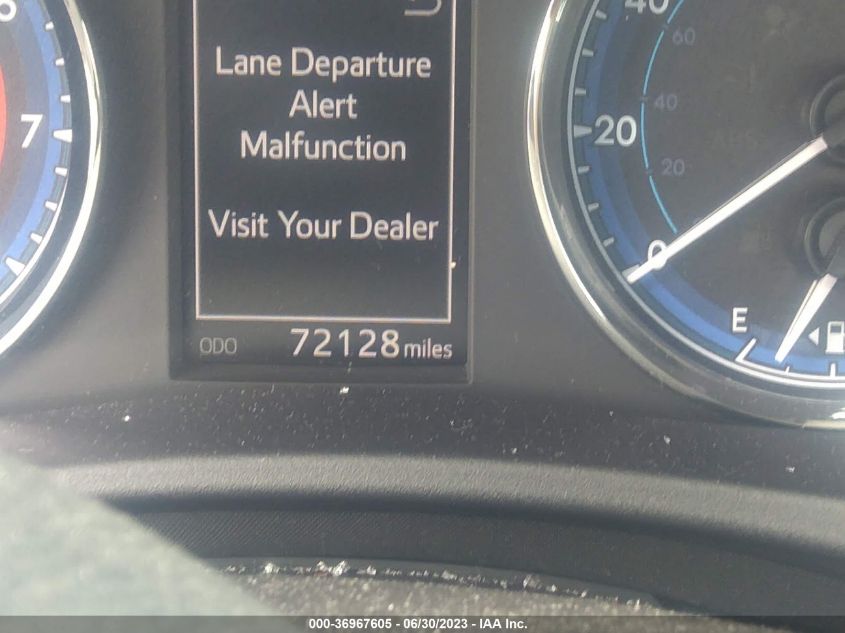 6
7
Lane Departure
Alert
Malfunction
Visit Your Dealer
ODO 72128 miles
40
60
40
20
20
0
E
000-36967605 - 06/30/2023 - IAA Inc.